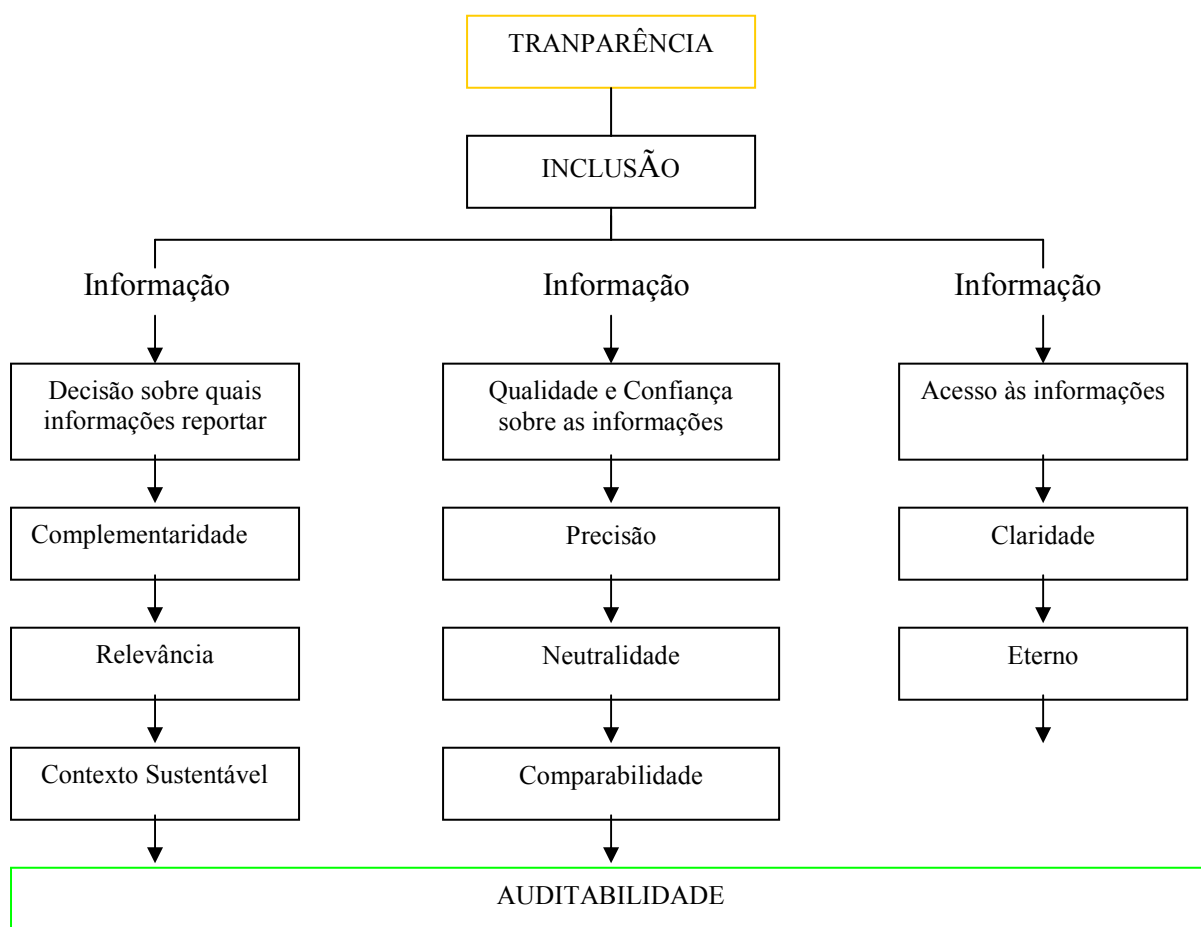 TRANPARÊNCIA
INCLUSÃO
Informação
Informação
Informação
Decisão sobre quais
informações reportar
Qualidade e Confiança
sobre as informações
Acesso às informações
Complementaridade
Precisão
Claridade
Relevância
Neutralidade
Eterno
Contexto Sustentável
Comparabilidade
AUDITABILIDADE